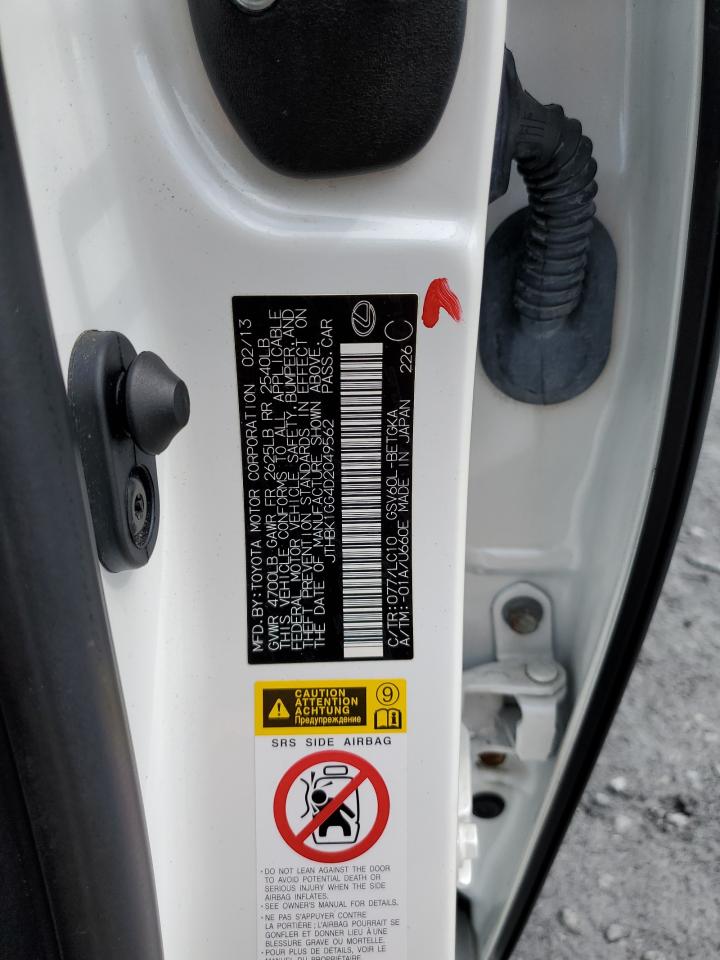 MFD.BY:TOYOTA MOTOR CORPORATION 02/13
GVWR 4700LB GAWR FR 2625LB RR 2540LB
THIS VEHICLE CONFORMS TO ALL APPLICABLE
FEDERAL MOTOR VEHICLE SAFETY, BUMPER, AND
THEFT PREVENTION STANDARDS IN EFFECT ON
THE DATE OF MANUFACTURE SHOWN ABOVE.
JTHBK1GG4D2049562 PASS.CAR
C/TR:077/LC10 GSV60L-BETGKA
A/TM:-01A/U660E MADE IN JAPAN 226 C
CAUTION
ATTENTION
ACHTUNG
Предупреждение
9
SRS SIDE AIRBAG
•DO NOT LEAN AGAINST THE DOOR
TO AVOID POTENTIAL DEATH OR
SERIOUS INJURY WHEN THE SIDE
AIRBAG INFLATES.
•SEE OWNER'S MANUAL FOR DETAILS.
•NE PAS S'APPUYER CONTRE
LA PORTIÈRE; L'AIRBAG POURRAIT SE
GONFLER ET DONNER LIEU À UNE
BLESSURE GRAVE OU MORTELLE.
•POUR PLUS DE DÉTAILS, VOIR LE
MANUEL DU PROPRIÉTAIRE.